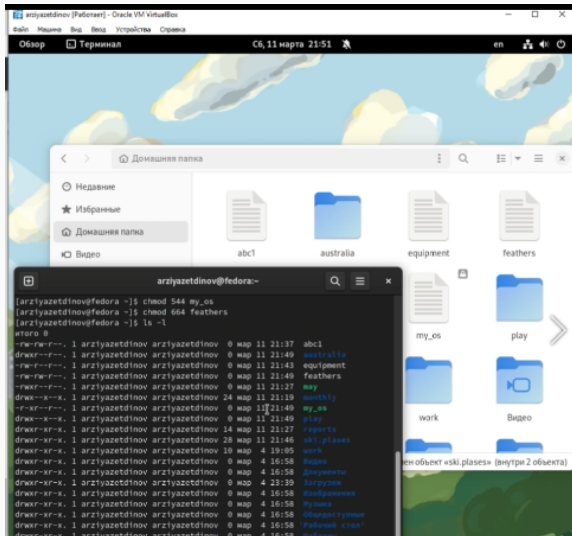 arziyazetdinov [Работает] - Oracle VM VirtualBox
Файл Машина Вид Ввод Устройства Справка
Обзор Терминал Сб, 11 марта 21:51 en
Домашняя папка
Недавние
Избранные
Домашняя папка
Видео
abc1 australia equipment feathers
my_os play
work Видео
ен объект «ski.plases» (внутри 2 объекта)
arziyazetdinov@fedora:~
[arziyazetdinov@fedora ~]$ chmod 544 my_os
[arziyazetdinov@fedora ~]$ chmod 664 feathers
[arziyazetdinov@fedora ~]$ ls -l
итого 0
-rw-rw-r--. 1 arziyazetdinov arziyazetdinov 0 мар 11 21:37 abc1
drwxr--r--. 1 arziyazetdinov arziyazetdinov 0 мар 11 21:49 australia
-rw-r--r--. 1 arziyazetdinov arziyazetdinov 0 мар 11 21:43 equipment
-rw-rw-r--. 1 arziyazetdinov arziyazetdinov 0 мар 11 21:49 feathers
-rwxr--r--. 1 arziyazetdinov arziyazetdinov 0 мар 11 21:27 may
drwx--x--x. 1 arziyazetdinov arziyazetdinov 24 мар 11 21:19 monthly
-r-xr--r--. 1 arziyazetdinov arziyazetdinov 0 мар 11 21:49 my_os
drwx--x--x. 1 arziyazetdinov arziyazetdinov 0 мар 11 21:49 play
drwxr-xr-x. 1 arziyazetdinov arziyazetdinov 14 мар 11 21:27 reports
drwxr-xr-x. 1 arziyazetdinov arziyazetdinov 28 мар 11 21:46 ski.plases
drwxr-xr-x. 1 arziyazetdinov arziyazetdinov 10 мар 4 19:05 work
drwxr-xr-x. 1 arziyazetdinov arziyazetdinov 0 мар 4 16:58 Видео
drwxr-xr-x. 1 arziyazetdinov arziyazetdinov 0 мар 4 16:58 Документы
drwxr-xr-x. 1 arziyazetdinov arziyazetdinov 0 мар 4 23:39 Загрузки
drwxr-xr-x. 1 arziyazetdinov arziyazetdinov 0 мар 4 16:58 Изображения
drwxr-xr-x. 1 arziyazetdinov arziyazetdinov 0 мар 4 16:58 Музыка
drwxr-xr-x. 1 arziyazetdinov arziyazetdinov 0 мар 4 16:58 Общедоступные
drwxr-xr-x. 1 arziyazetdinov arziyazetdinov 0 мар 4 16:58 'Рабочий стол'
drwxr-xr-x. 1 arziyazetdinov arziyazetdinov 0 мар 4 16:58